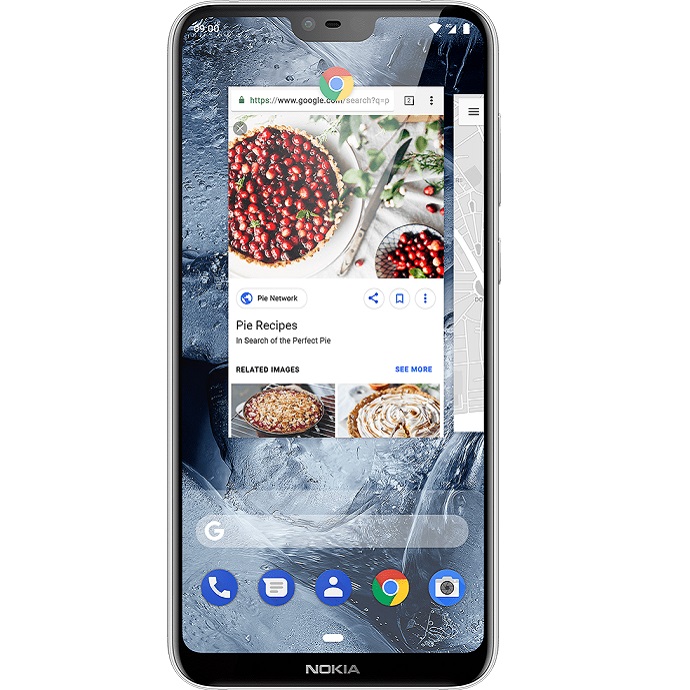 09:00
https://www.google.com/search?q=p
2
Pie Network
Pie Recipes
In Search of the Perfect Pie
RELATED IMAGES
SEE MORE
G
NOKIA